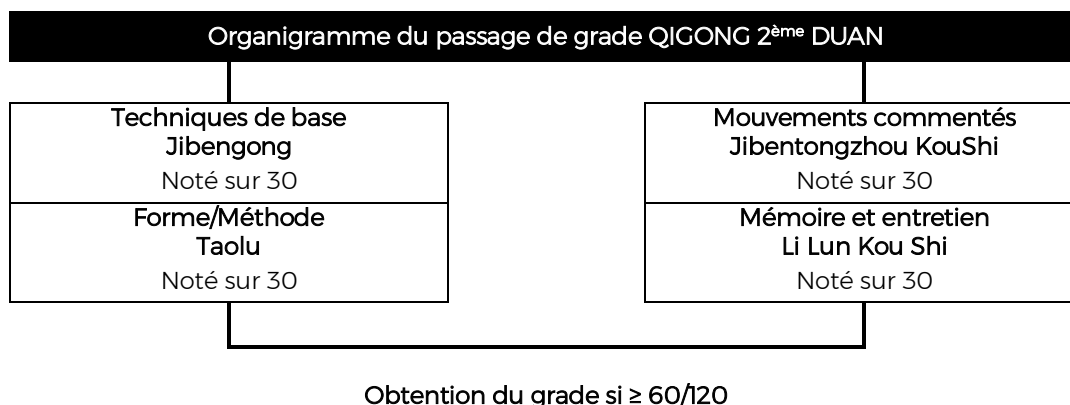 Organigramme du passage de grade QIGONG 2ème DUAN
Techniques de base
Jibengong
Noté sur 30
Forme/Méthode
Taolu
Noté sur 30
Mouvements commentés
Jibentongzhou KouShi
Noté sur 30
Mémoire et entretien
Li Lun Kou Shi
Noté sur 30
Obtention du grade si ≥ 60/120